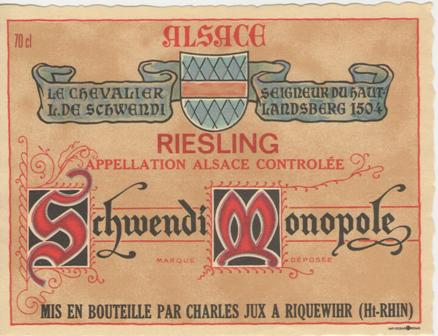 70 cl
ALSACE
LE CHEVALIER
L. DE SCHWENDI
SEIGNEUR DU HAUT-
LANDSBERG 1504
RIESLING
APPELLATION ALSACE CONTROLÉE
Schwendi Monopole
MARQUE DÉPOSÉE
MIS EN BOUTEILLE PAR CHARLES JUX A RIQUEWIHR (Ht-RHIN)